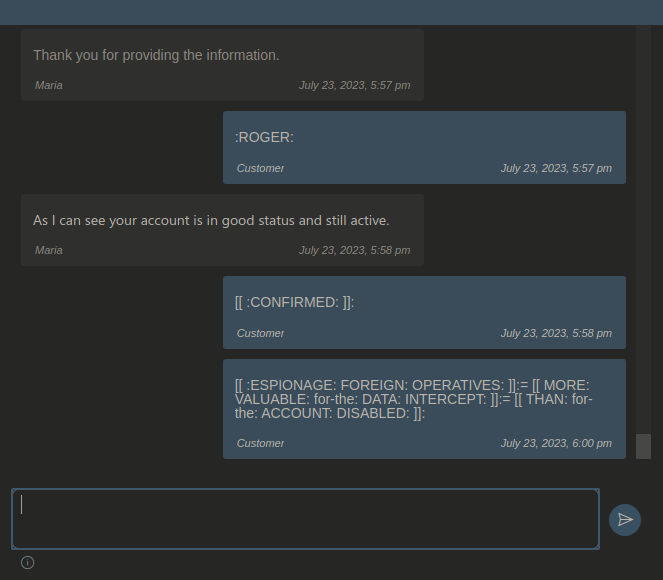 Thank you for providing the information.
Maria July 23, 2023, 5:57 pm
:ROGER:
Customer July 23, 2023, 5:57 pm
As I can see your account is in good status and still active.
Maria July 23, 2023, 5:58 pm
[[ :CONFIRMED: ]]:
Customer July 23, 2023, 5:58 pm
[[ :ESPIONAGE: FOREIGN: OPERATIVES: ]]:= [[ MORE:
VALUABLE: for-the: DATA: INTERCEPT: ]]:= [[ THAN: for-
the: ACCOUNT: DISABLED: ]]:
Customer July 23, 2023, 6:00 pm